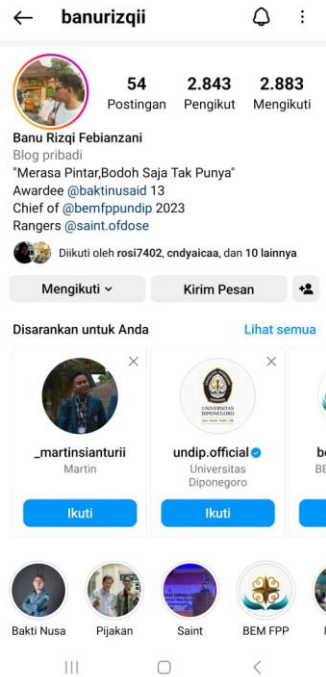 banurizqii
54 2.843 2.883
Postingan Pengikut Mengikuti
Banu Rizqi Febianzani
Blog pribadi
"Merasa Pintar,Bodoh Saja Tak Punya"
Awardee @baktinusaid 13
Chief of @bemfppundip 2023
Rangers @saint.ofdose
Diikuti oleh rosi7402, cndyaicaa, dan 10 lainnya
Mengikuti Kirim Pesan
Disarankan untuk Anda Lihat semua
UNIVERSITAS
DIPONEGORO
_martinsianturii undip.official
Martin Universitas
Diponegoro
Ikuti Ikuti
Bakti Nusa Pijakan Saint BEM FPP